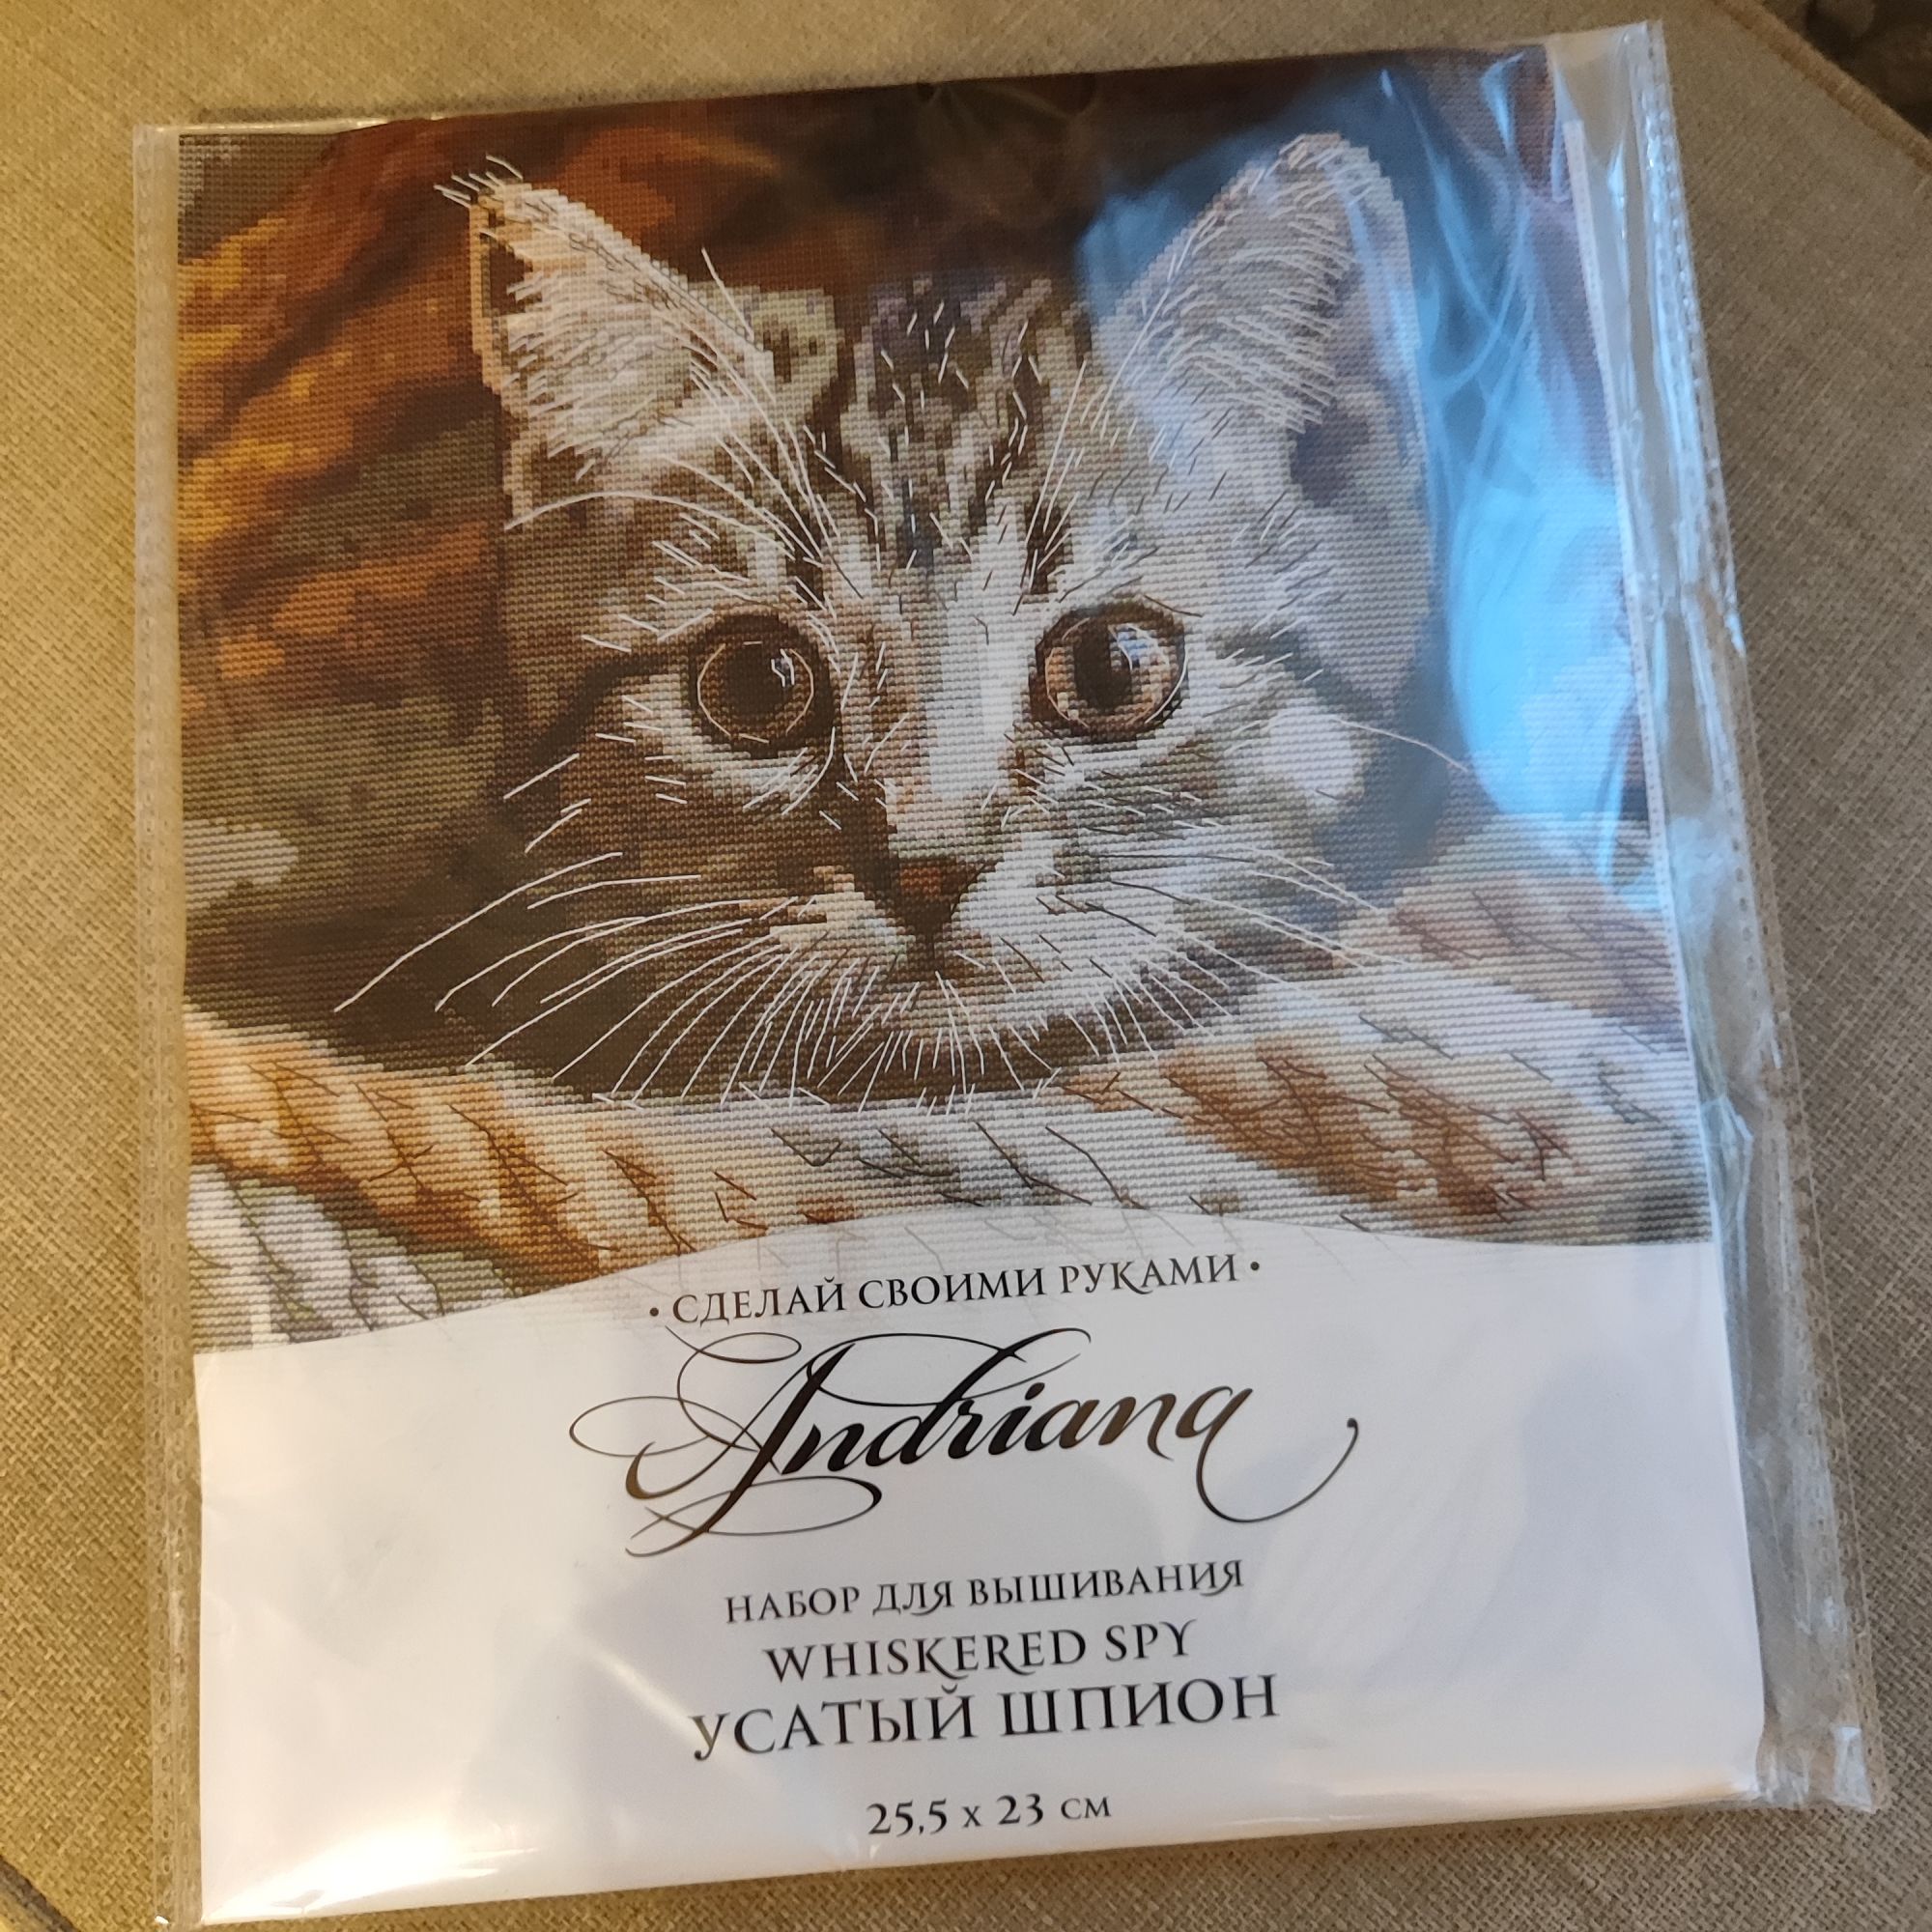 • СДЕЛАЙ СВОИМИ РУКАМИ •
Andriana
НАБОР ДЛЯ ВЫШИВАНИЯ
WHISKERED SPY
УСАТЫЙ ШПИОН
25,5 х 23 СМ